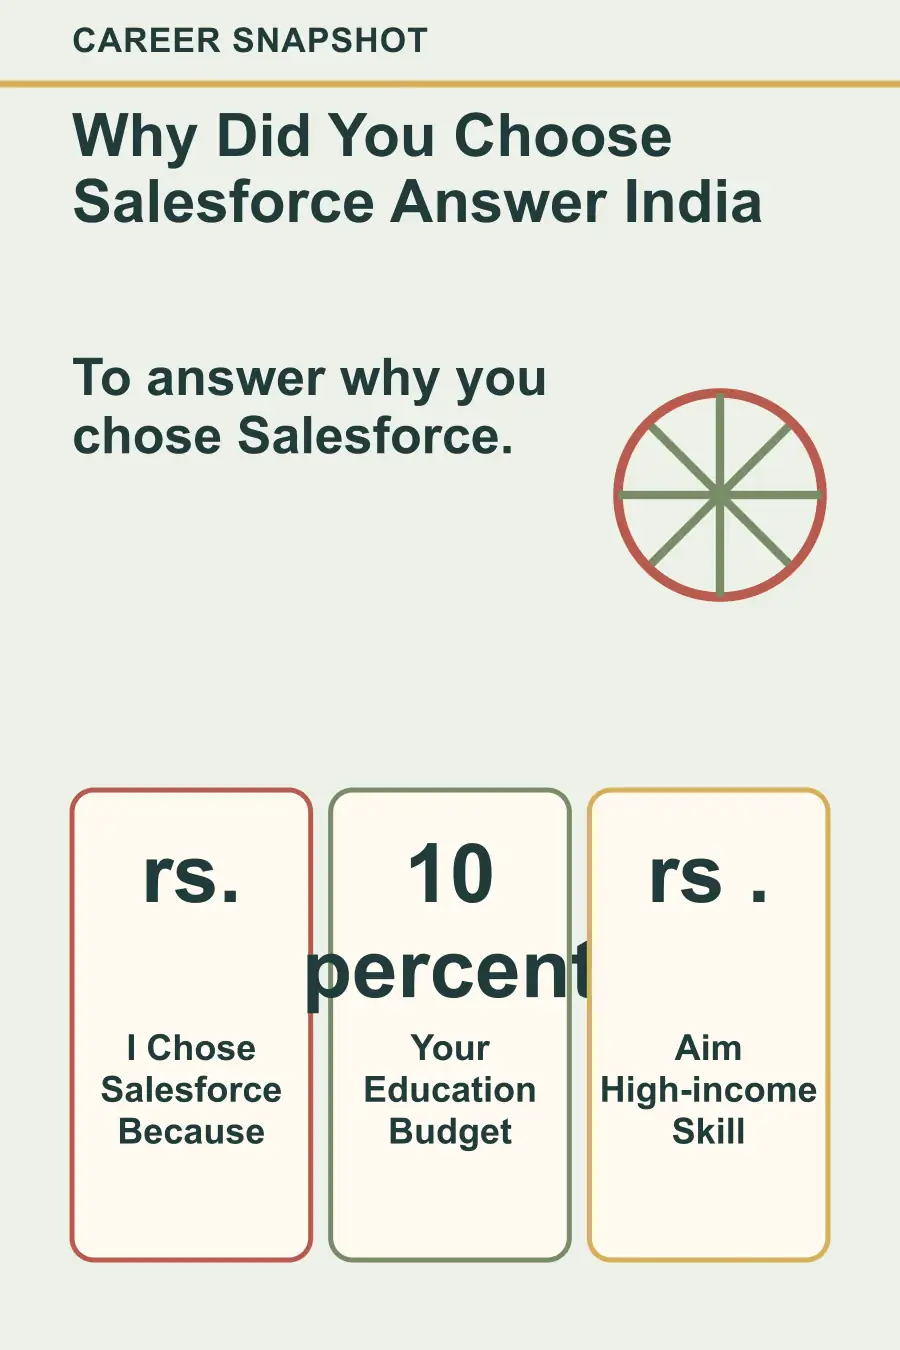 CAREER SNAPSHOT
Why Did You Choose
Salesforce Answer India
To answer why you
chose Salesforce.
rs.
I Chose
Salesforce
Because
10
percent
Your
Education
Budget
rs .
Aim
High-income
Skill